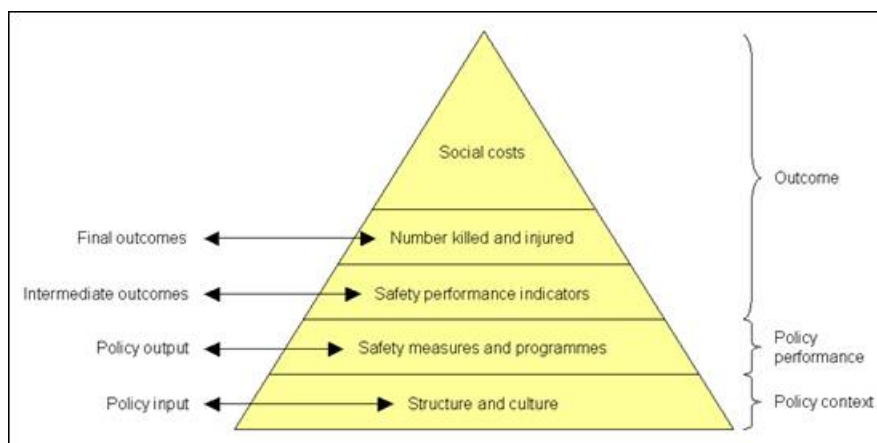 Social costs
Outcome
Final outcomes
Number killed and injured
Intermediate outcomes
Safety performance indicators
Policy output
Safety measures and programmes
Policy
performance
Policy input
Structure and culture
Policy context